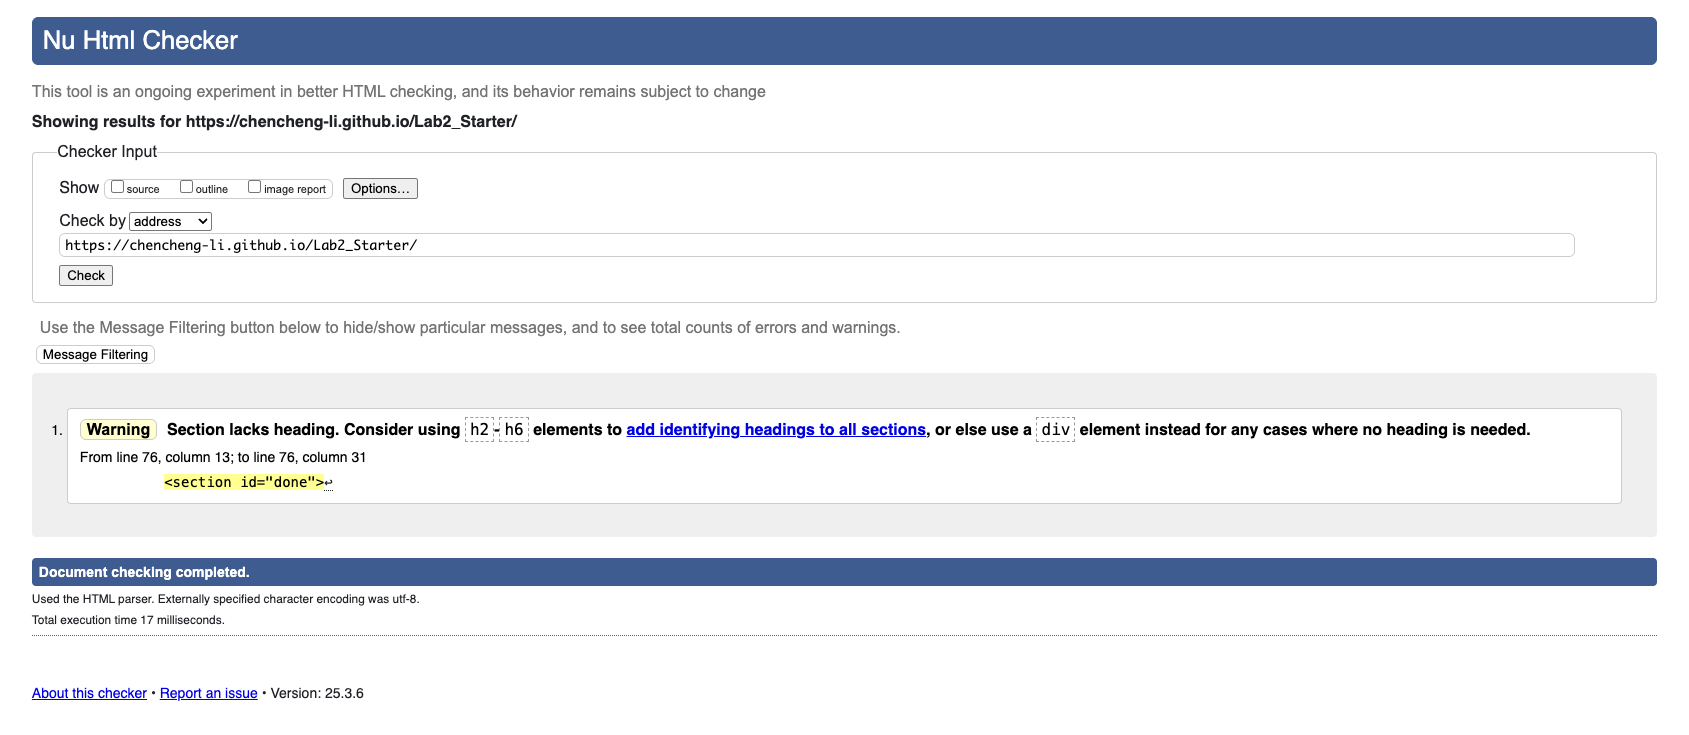 Nu Html Checker
This tool is an ongoing experiment in better HTML checking, and its behavior remains subject to change
Showing results for https://chencheng-li.github.io/Lab2_Starter/
Checker Input
Show source outline image report Options...
Check by address
https://chencheng-li.github.io/Lab2_Starter/
Check
Use the Message Filtering button below to hide/show particular messages, and to see total counts of errors and warnings.
Message Filtering
1. Warning Section lacks heading. Consider using h2-h6 elements to add identifying headings to all sections, or else use a div element instead for any cases where no heading is needed.
From line 76, column 13; to line 76, column 31
<section id="done">↩
Document checking completed.
Used the HTML parser. Externally specified character encoding was utf-8.
Total execution time 17 milliseconds.
About this checker • Report an issue • Version: 25.3.6